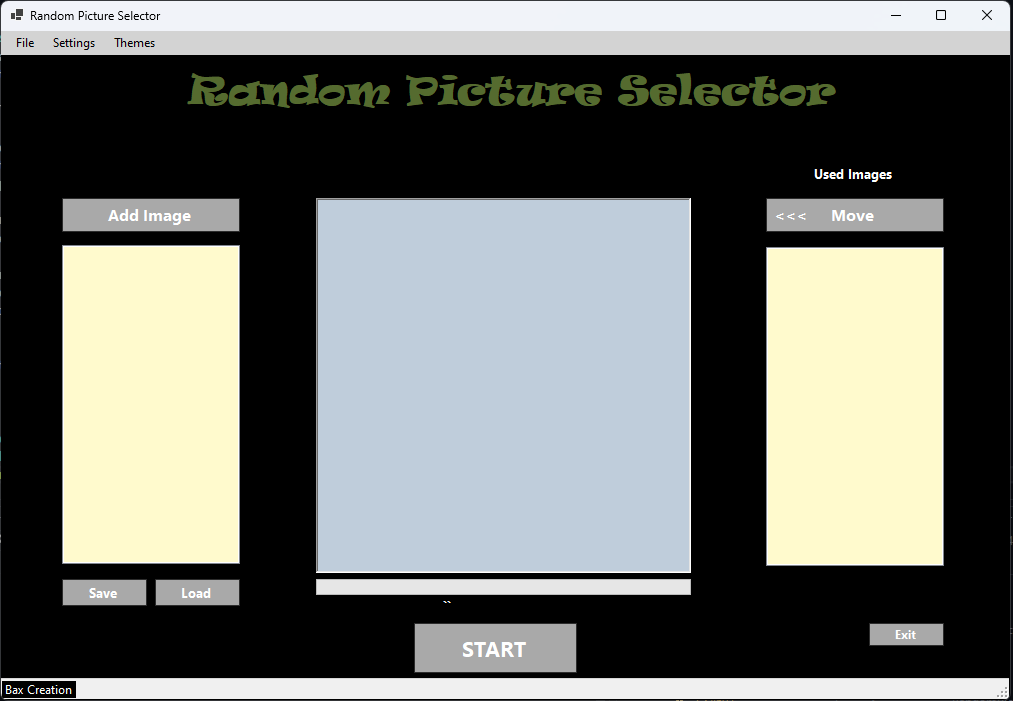 Random Picture Selector
File Settings Themes
Random Picture Selector
Used Images
Add Image
<<< Move
Save Load
``
START
Exit
Bax Creation